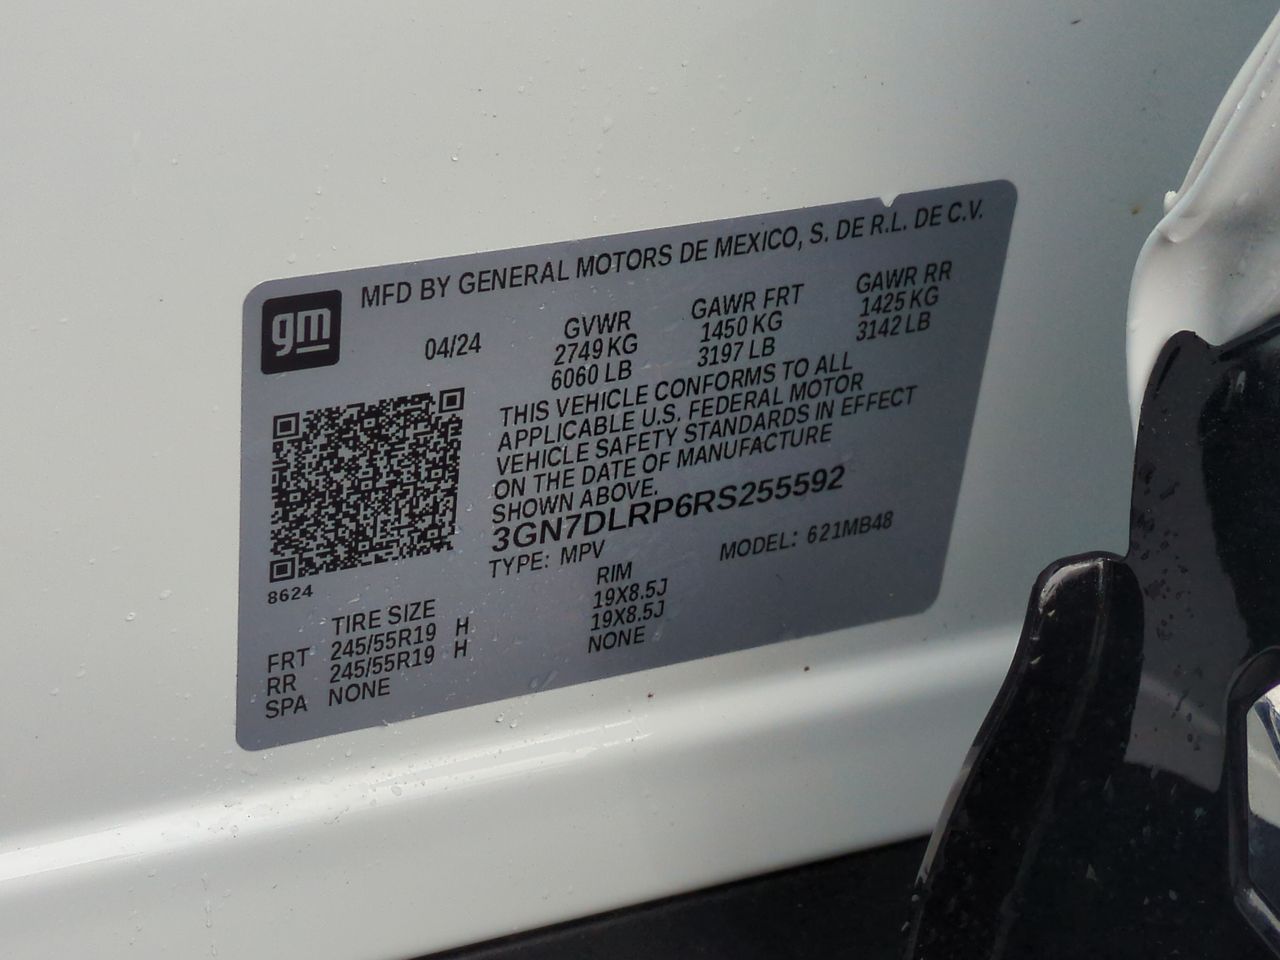 MFD BY GENERAL MOTORS DE MEXICO, S. DE R.L. DE C.V.
gm
04/24
GVWR
2749 KG
6060 LB
GAWR FRT
1450 KG
3197 LB
GAWR RR
1425 KG
3142 LB
THIS VEHICLE CONFORMS TO ALL
APPLICABLE U.S. FEDERAL MOTOR
VEHICLE SAFETY STANDARDS IN EFFECT
ON THE DATE OF MANUFACTURE
SHOWN ABOVE.
3GN7DLRP6RS255592
TYPE: MPV
MODEL: 621MB48
8624
TIRE SIZE
RIM
FRT 245/55R19 H 19X8.5J
RR 245/55R19 H 19X8.5J
SPA NONE NONE